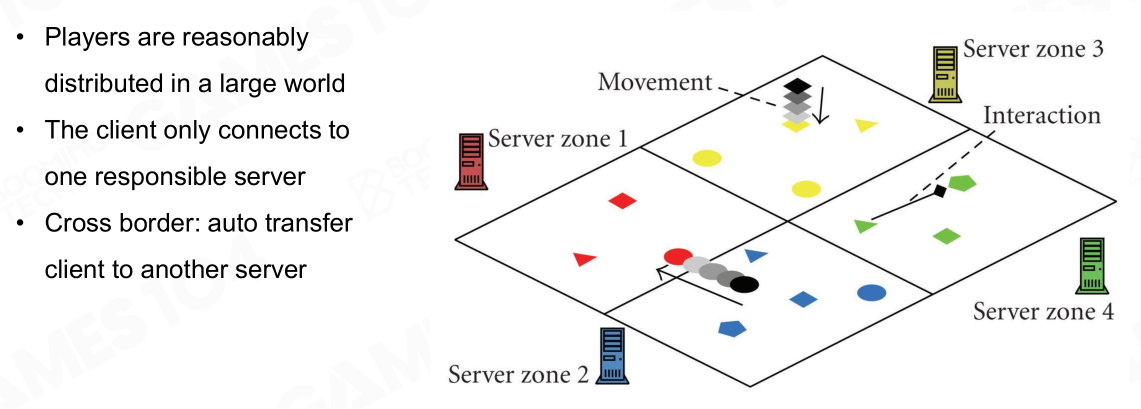 • Players are reasonably
distributed in a large world
• The client only connects to
one responsible server
• Cross border: auto transfer
client to another server
Server zone 3
Movement
Interaction
Server zone 1
Server zone 4
Server zone 2